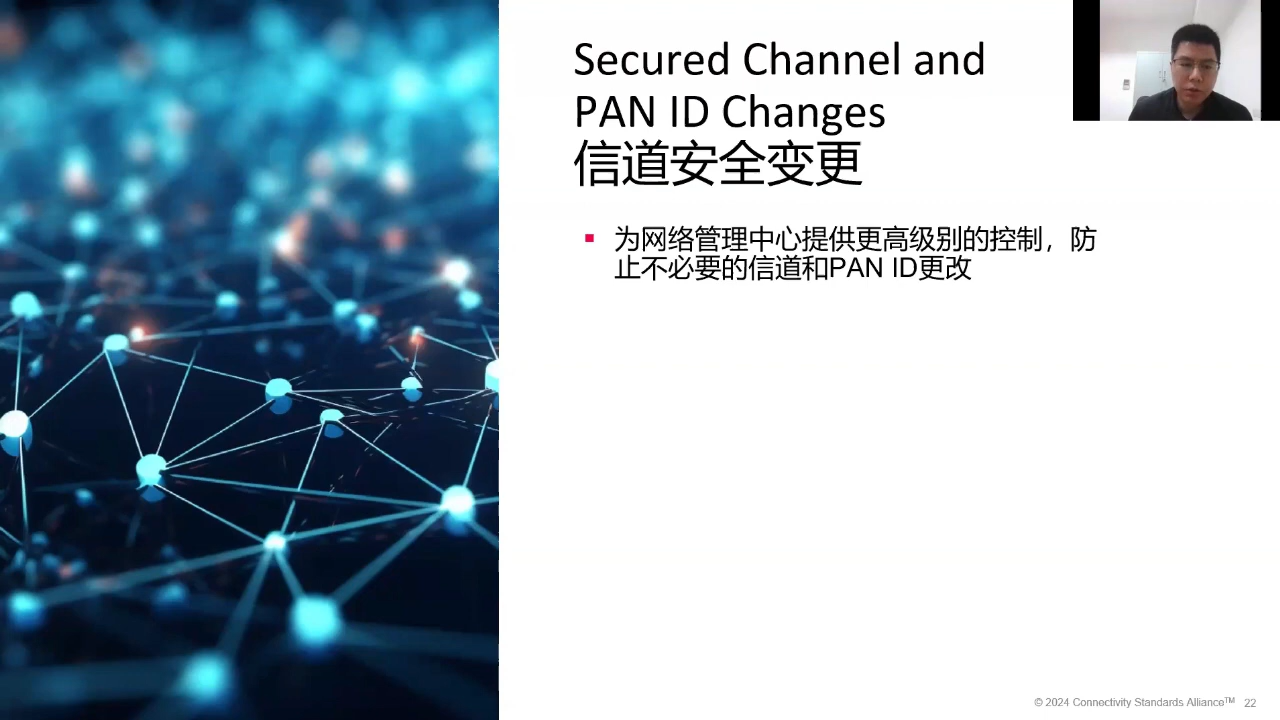 Secured Channel and
PAN ID Changes
信道安全变更
为网络管理中心提供更高级别的控制，防
止不必要的信道和PAN ID更改
© 2024 Connectivity Standards Alliance™ 22